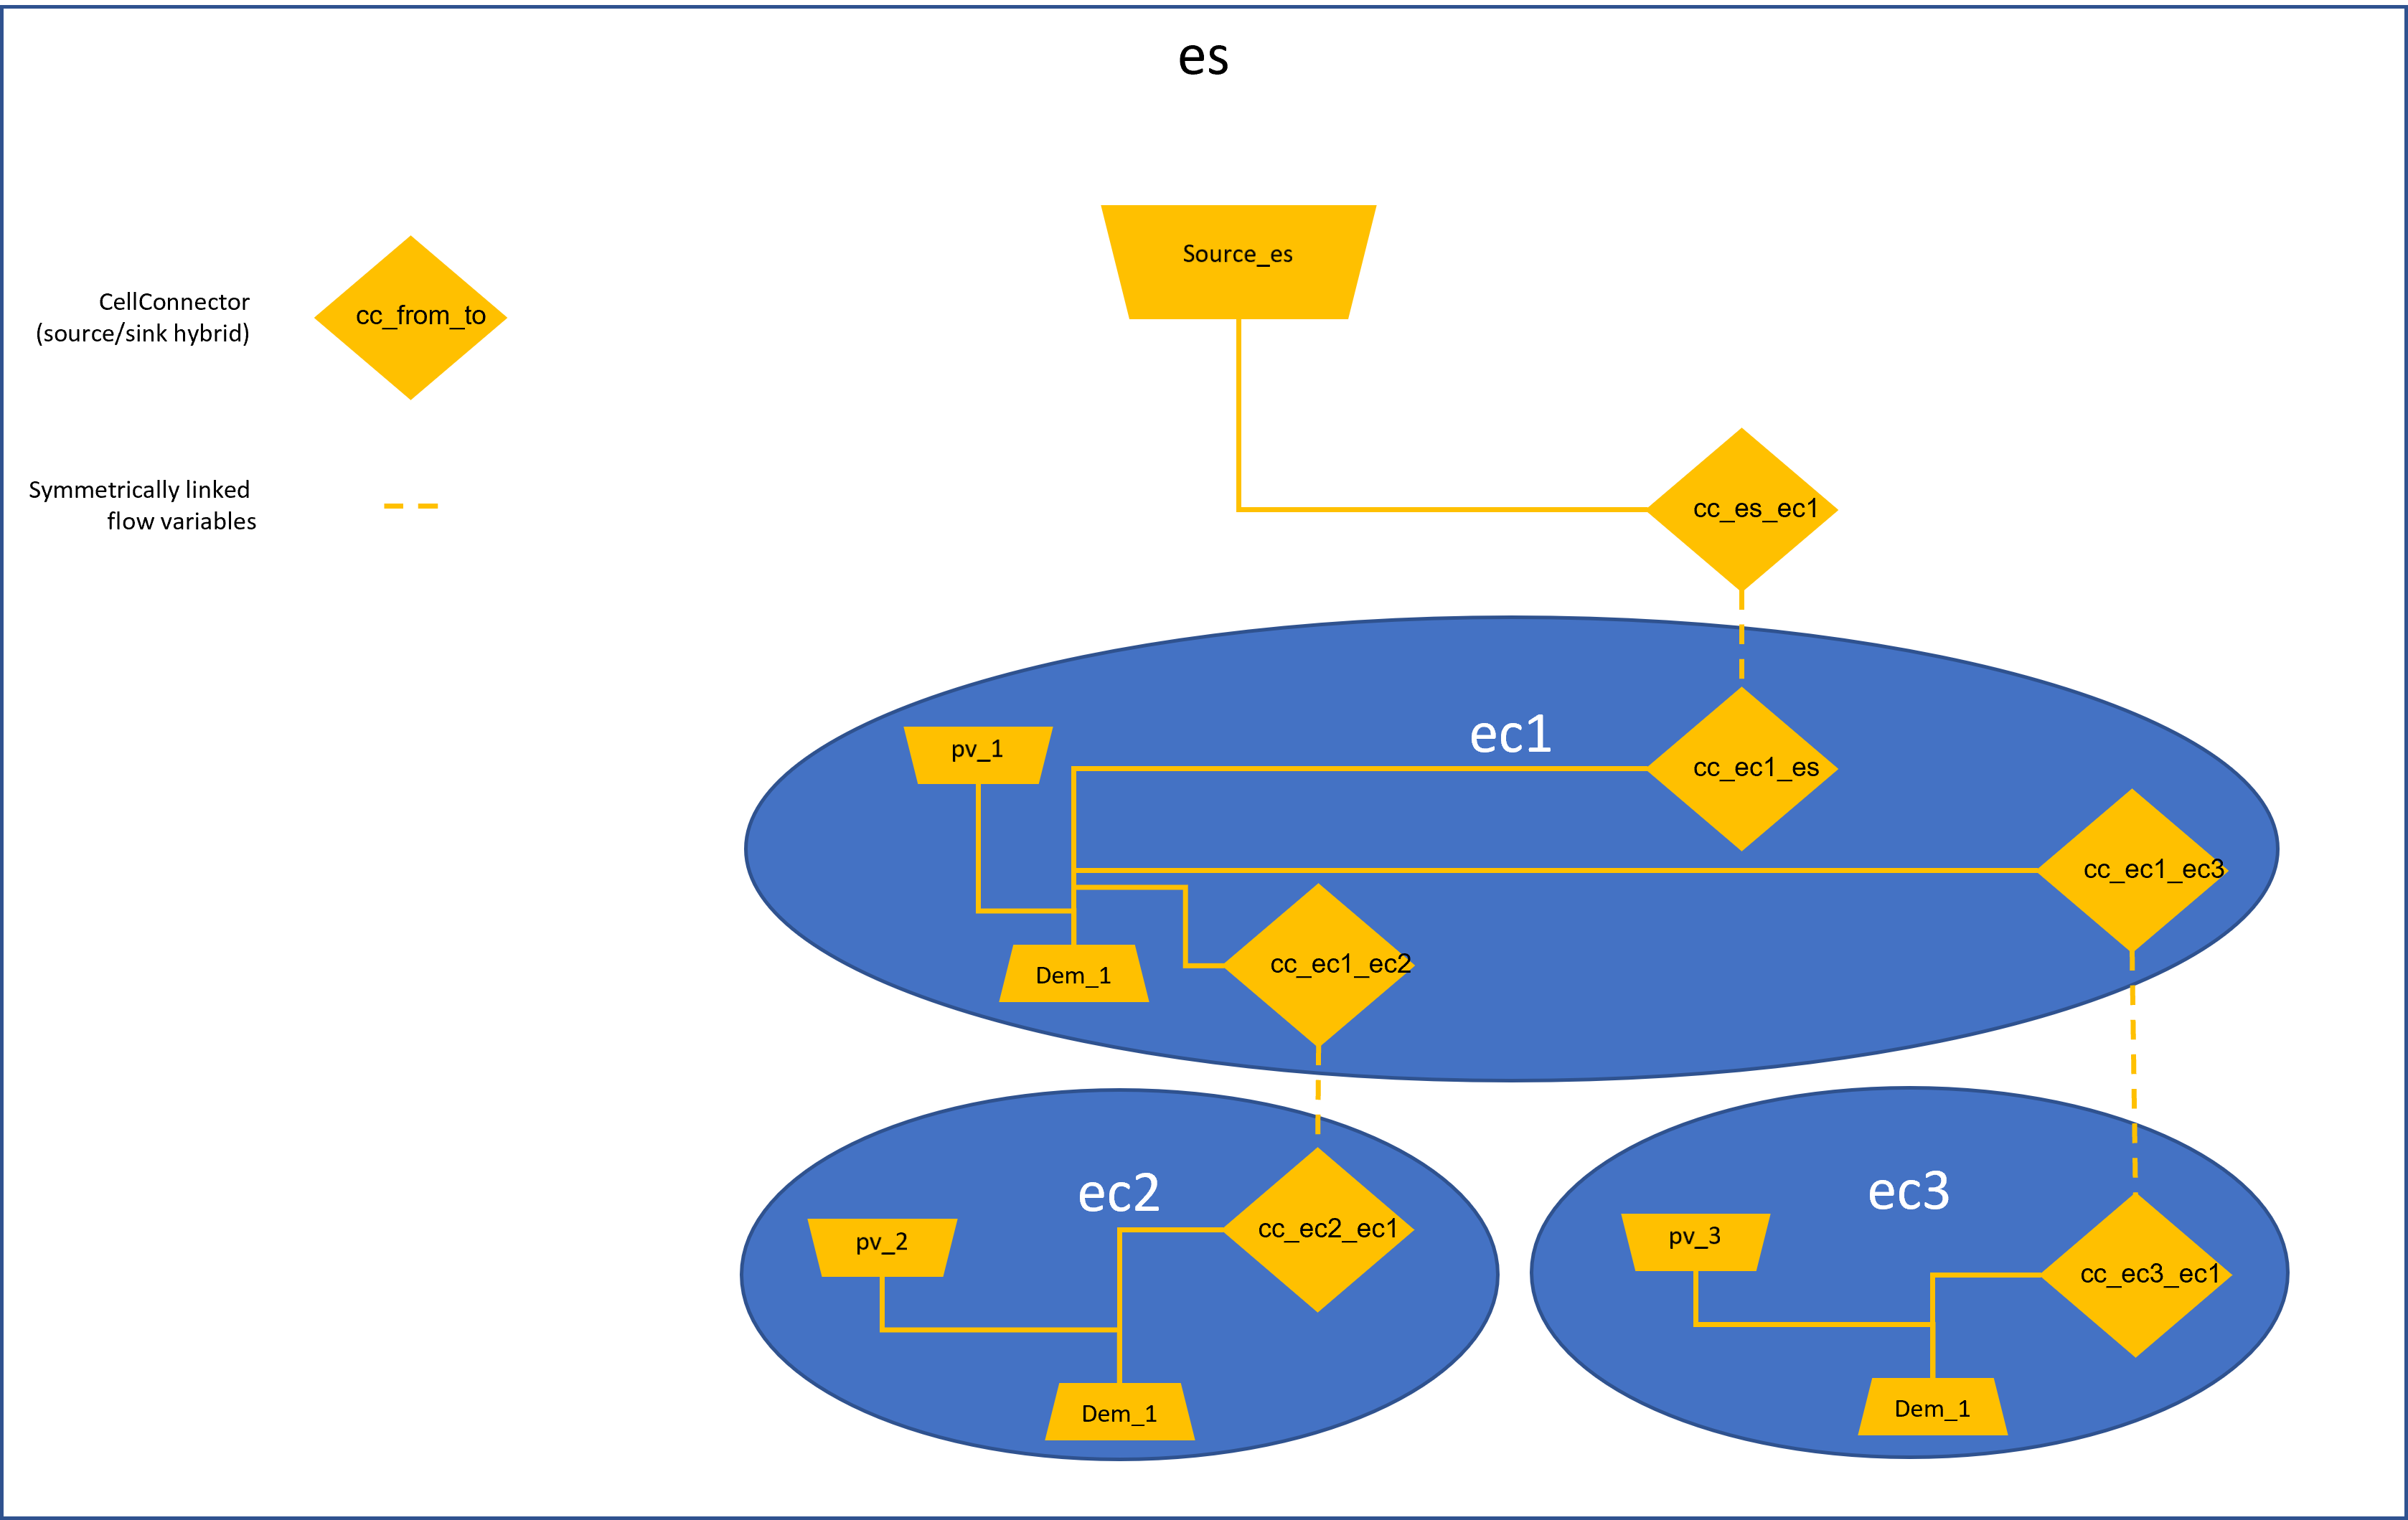 es
Source_es
CellConnector
(source/sink hybrid)
cc_from_to
Symmetrically linked
flow variables
cc_es_ec1
ec1
pv_1
cc_ec1_es
cc_ec1_ec3
cc_ec1_ec2
Dem_1
ec2
cc_ec2_ec1
pv_2
Dem_1
ec3
pv_3
cc_ec3_ec1
Dem_1